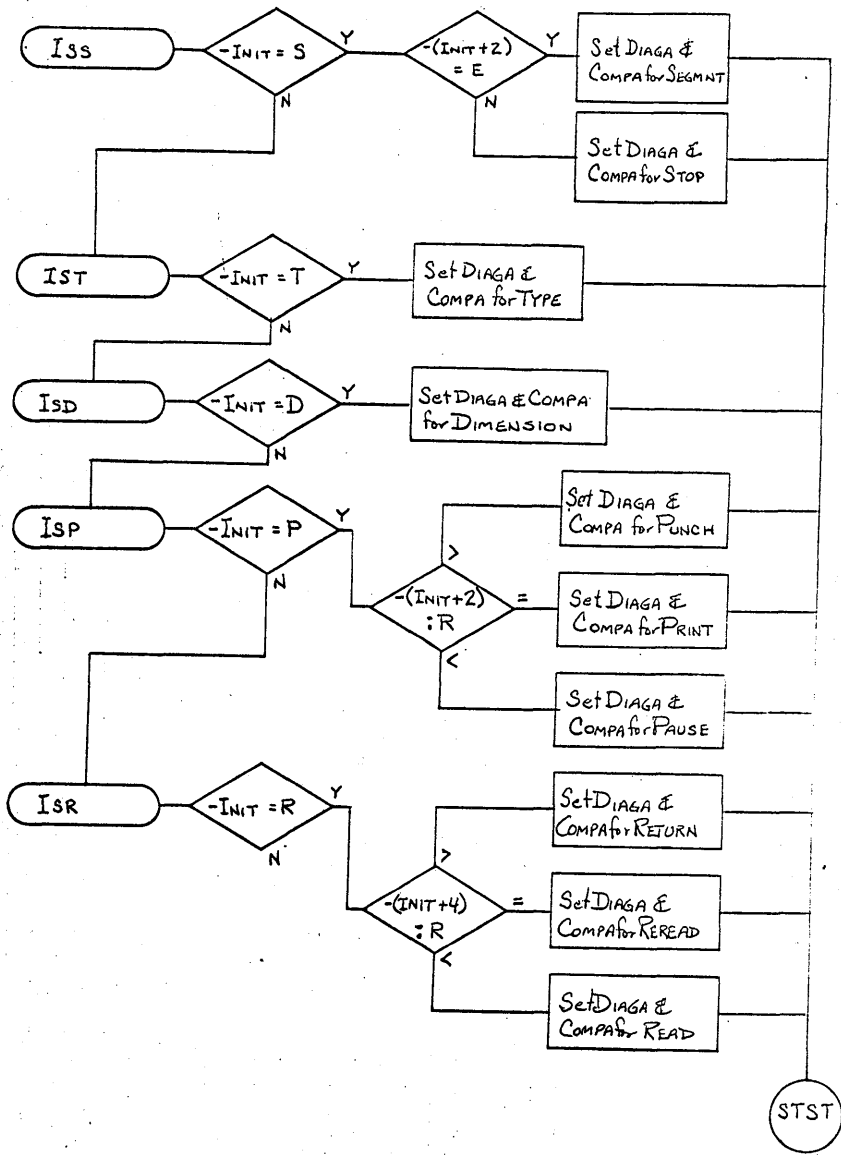 ISS
-INIT = S
Y
-(INIT+2)
= E
Y
Set DIAGA &
COMPA for SEGMNT
N
N
Set DIAGA &
COMPA for STOP
IST
-INIT = T
Y
Set DIAGA &
COMPA for TYPE
N
ISD
-INIT = D
Y
Set DIAGA & COMPA
for DIMENSION
N
ISP
-INIT = P
Y
Set DIAGA &
COMPA for PUNCH
>
N
-(INIT+2)
: R
=
Set DIAGA &
COMPA for PRINT
<
Set DIAGA &
COMPA for PAUSE
ISR
-INIT = R
Y
Set DIAGA &
COMPA for RETURN
N
>
-(INIT+4)
: R
=
Set DIAGA &
COMPA for REREAD
<
Set DIAGA &
COMPA for READ
STST